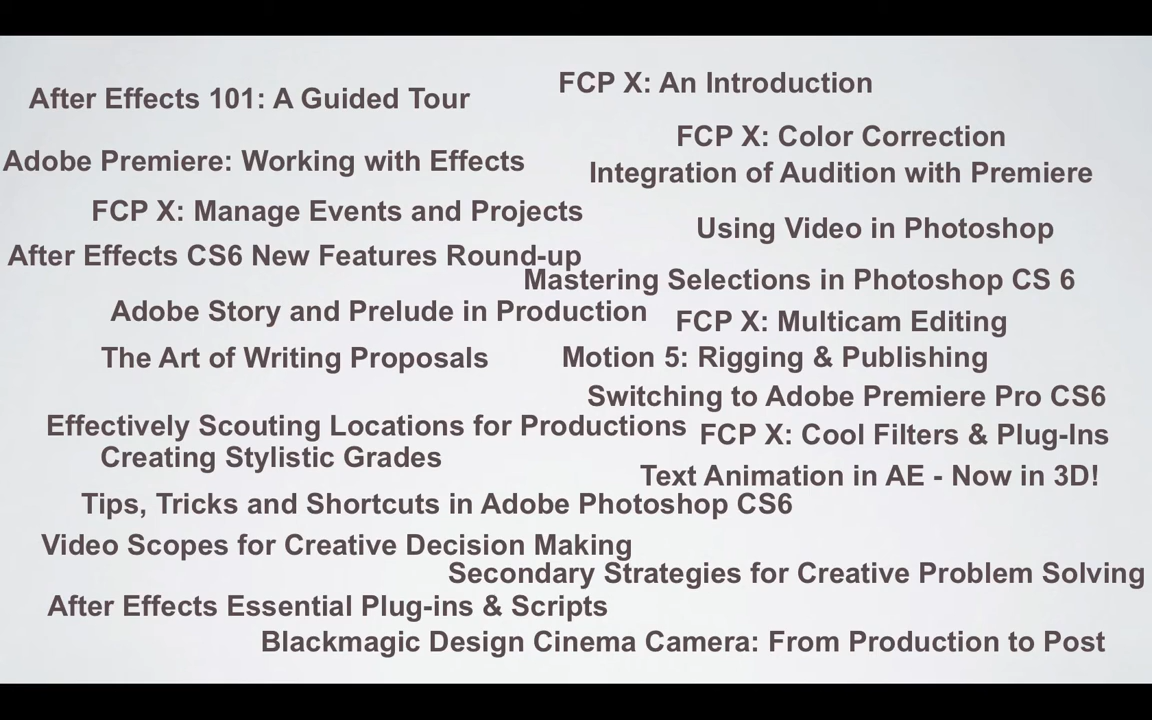 FCP X: An Introduction
After Effects 101: A Guided Tour
FCP X: Color Correction
Adobe Premiere: Working with Effects
Integration of Audition with Premiere
FCP X: Manage Events and Projects
Using Video in Photoshop
After Effects CS6 New Features Round-up
Mastering Selections in Photoshop CS 6
Adobe Story and Prelude in Production
FCP X: Multicam Editing
The Art of Writing Proposals
Motion 5: Rigging & Publishing
Switching to Adobe Premiere Pro CS6
Effectively Scouting Locations for Productions
FCP X: Cool Filters & Plug-Ins
Creating Stylistic Grades
Text Animation in AE - Now in 3D!
Tips, Tricks and Shortcuts in Adobe Photoshop CS6
Video Scopes for Creative Decision Making
Secondary Strategies for Creative Problem Solving
After Effects Essential Plug-ins & Scripts
Blackmagic Design Cinema Camera: From Production to Post